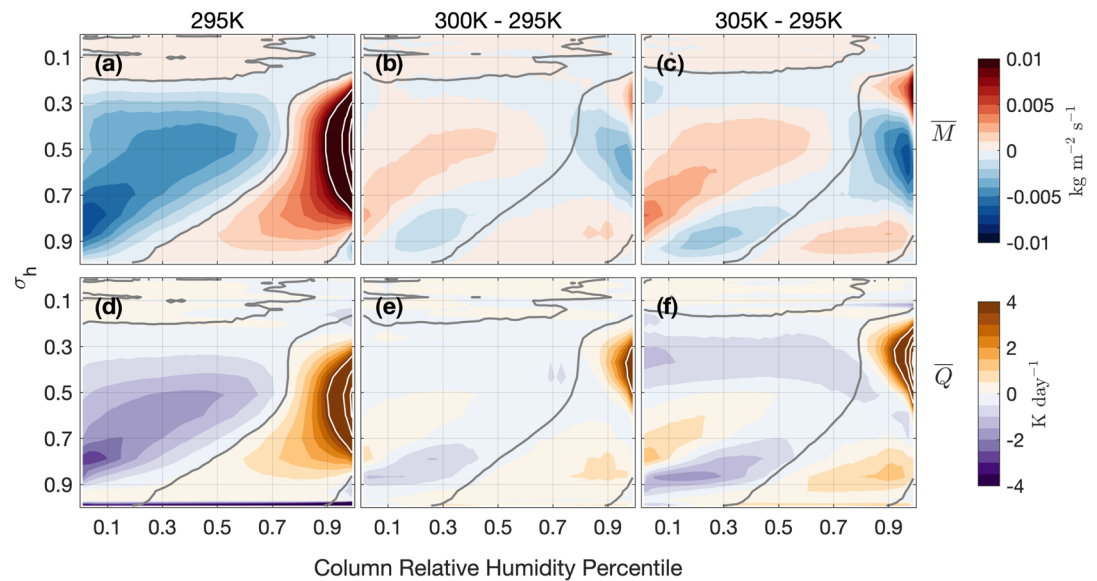 295K 300K - 295K 305K - 295K
(a) (b) (c)
0.1
0.3
0.5
0.7
0.9
0.01
0.005
0
-0.005
-0.01
M
kg m−2 s−1
σh
(d) (e) (f)
0.1
0.3
0.5
0.7
0.9
4
2
0
-2
-4
Q
K day−1
0.1 0.3 0.5 0.7 0.9 0.1 0.3 0.5 0.7 0.9 0.1 0.3 0.5 0.7 0.9
Column Relative Humidity Percentile